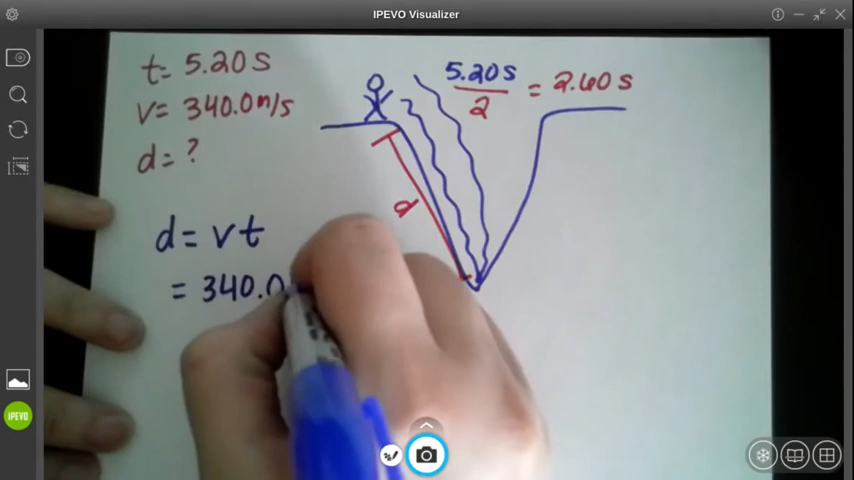 IPEVO Visualizer
t= 5.20 s
v= 340.0 m/s
d= ?
5.20 s
2
= 2.60 s
d
d= vt
= 340.0
IPEVO